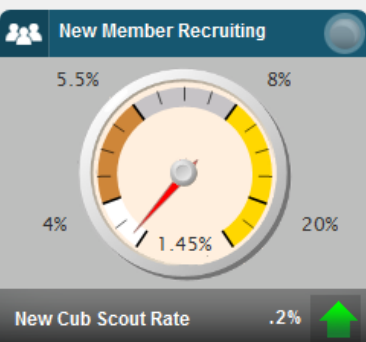 New Member Recruiting
5.5% 8%
4% 20%
1.45%
New Cub Scout Rate .2%